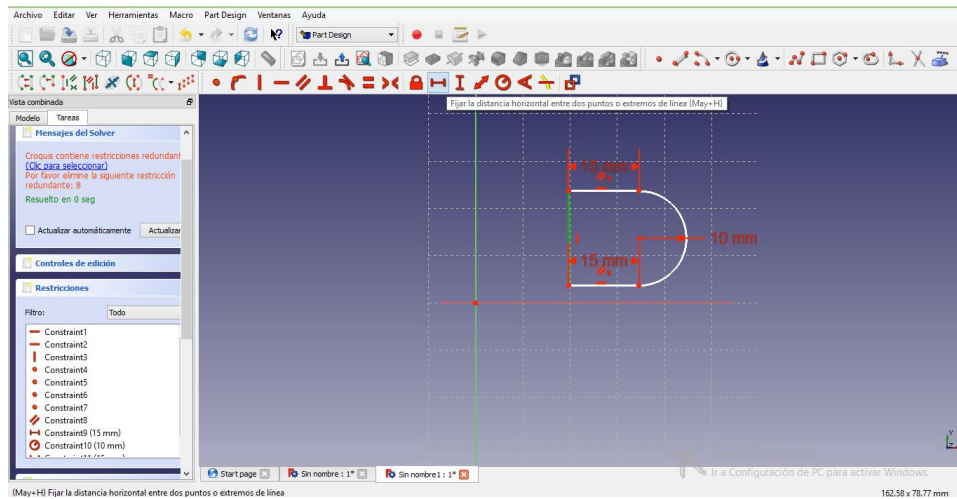 Archivo Editar Ver Herramientas Macro Part Design Ventanas Ayuda
Part Design
Vista combinada
Fijar la distancia horizontal entre dos puntos o extremos de línea (May+H)
Modelo Tareas
Mensajes del Solver
Croquis contiene restricciones redundant
(Clic para seleccionar)
Por favor elimne la siguiente restricción
redundante: 8
Resuelto en 0 seg
Actualizar automáticamente Actualizar
Controles de edición
Restricciones
Filtro: Todo
Constraint1
Constraint2
Constraint3
Constraint4
Constraint5
Constraint6
Constraint7
Constraint8
Constraint9 (15 mm)
Constraint10 (10 mm)
15 mm
10 mm
15 mm
Y
Z
Ir a Configuración de PC para activar Windows.
Start page Sin nombre : 1* Sin nombre1 : 1*
(May+H) Fijar la distancia horizontal entre dos puntos o extremos de línea 162.58 x 78.77 mm